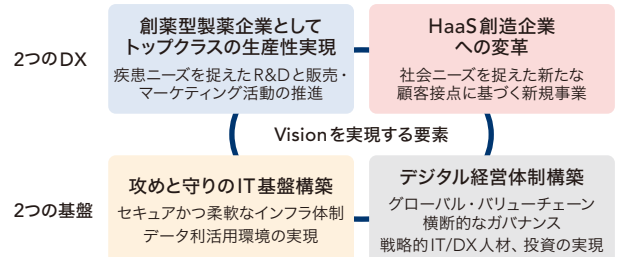 2つのDX
創薬型製薬企業として
トップクラスの生産性実現
疾患ニーズを捉えたR&Dと販売・
マーケティング活動の推進
HaaS創造企業
への変革
社会ニーズを捉えた新たな
顧客接点に基づく新規事業
Visionを実現する要素
2つの基盤
攻めと守りのIT基盤構築
セキュアかつ柔軟なインフラ体制
データ利活用環境の実現
デジタル経営体制構築
グローバル・バリューチェーン
横断的なガバナンス
戦略的IT/DX人材、投資の実現